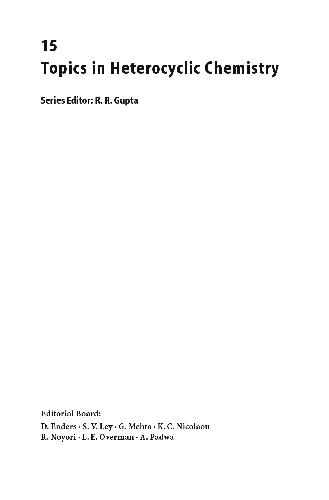 15
Topics in Heterocyclic Chemistry
Series Editor: R. R. Gupta
Editorial Board:
D. Enders · S. V. Ley · G. Mehta · K. C. Nicolaou
R. Noyori · L. E. Overman · A. Padwa